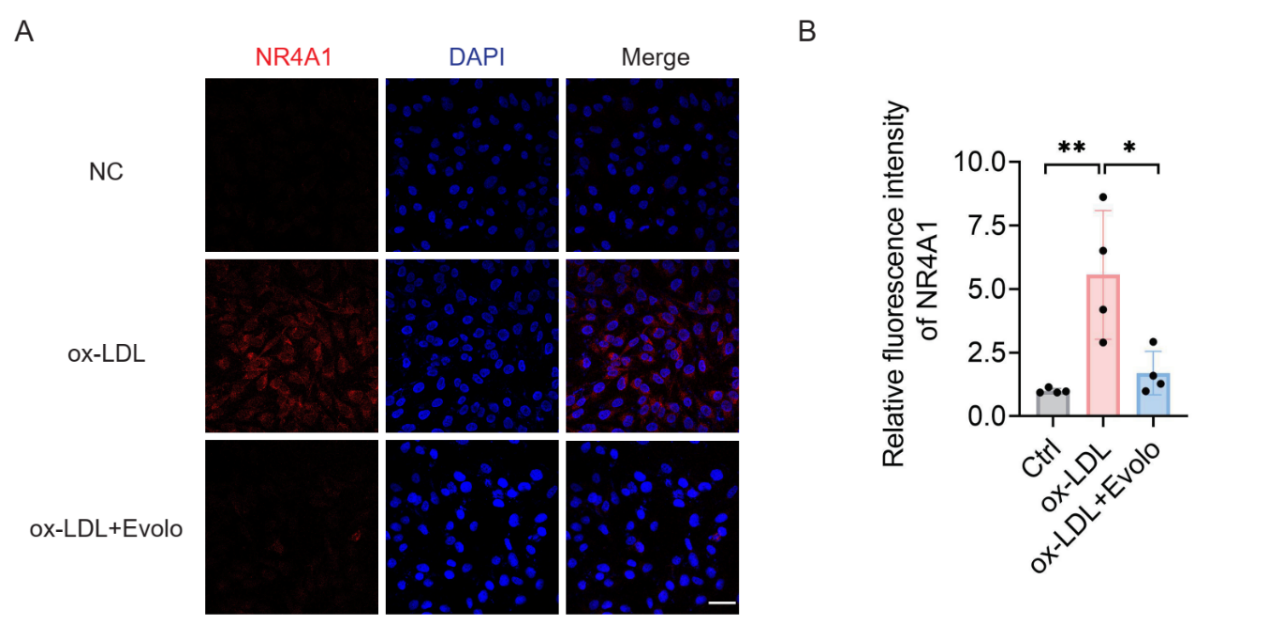 A
B
NR4A1
DAPI
Merge
NC
ox-LDL
ox-LDL+Evolo
Relative fluorescence intensity
of NR4A1
** *
10.0
7.5
5.0
2.5
0.0
Ctrl
ox-LDL
ox-LDL+Evolo